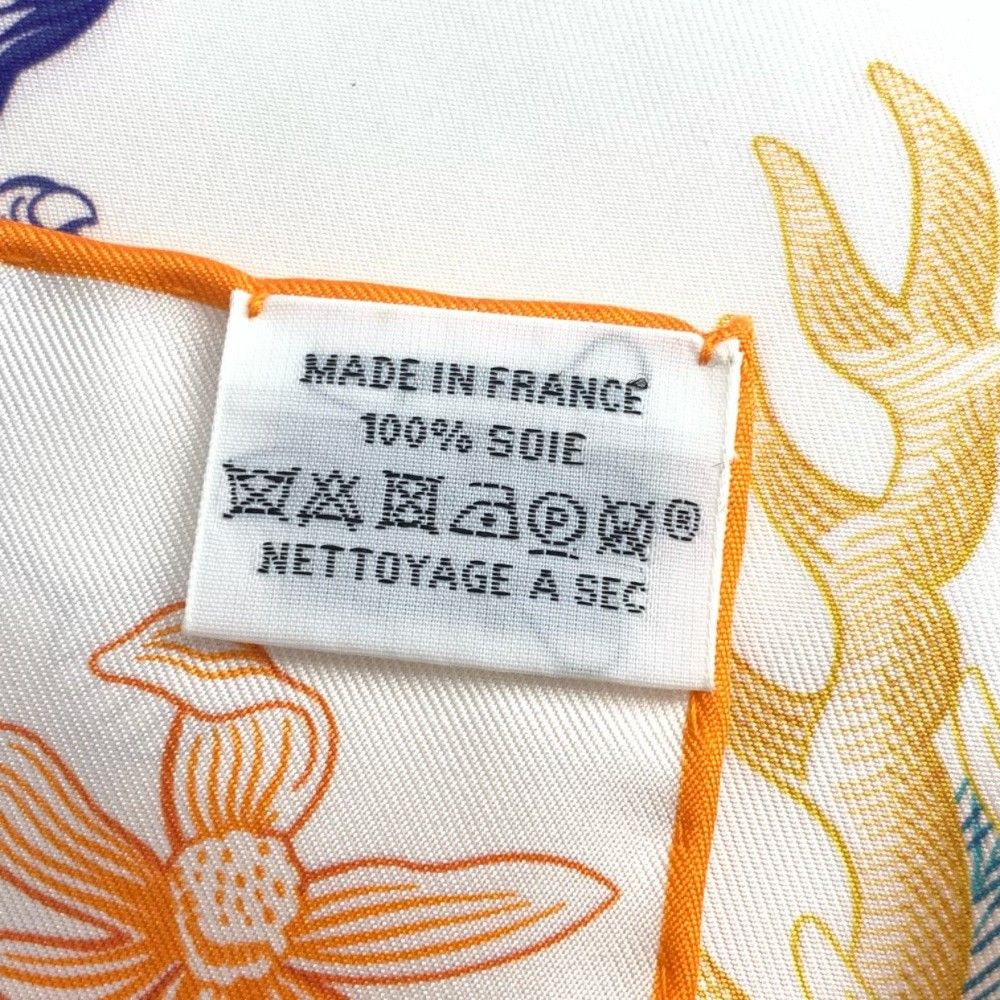 MADE IN FRANCE
100% SOIE
P ®
NETTOYAGE A SEC